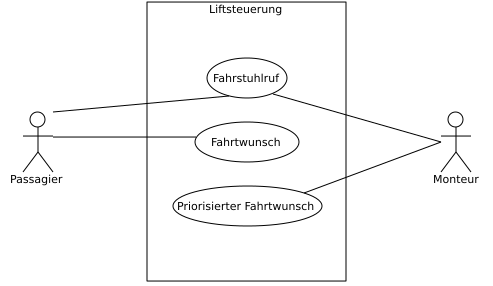 Liftsteuerung
Fahrstuhlruf
Fahrtwunsch
Passagier
Monteur
Priorisierter Fahrtwunsch